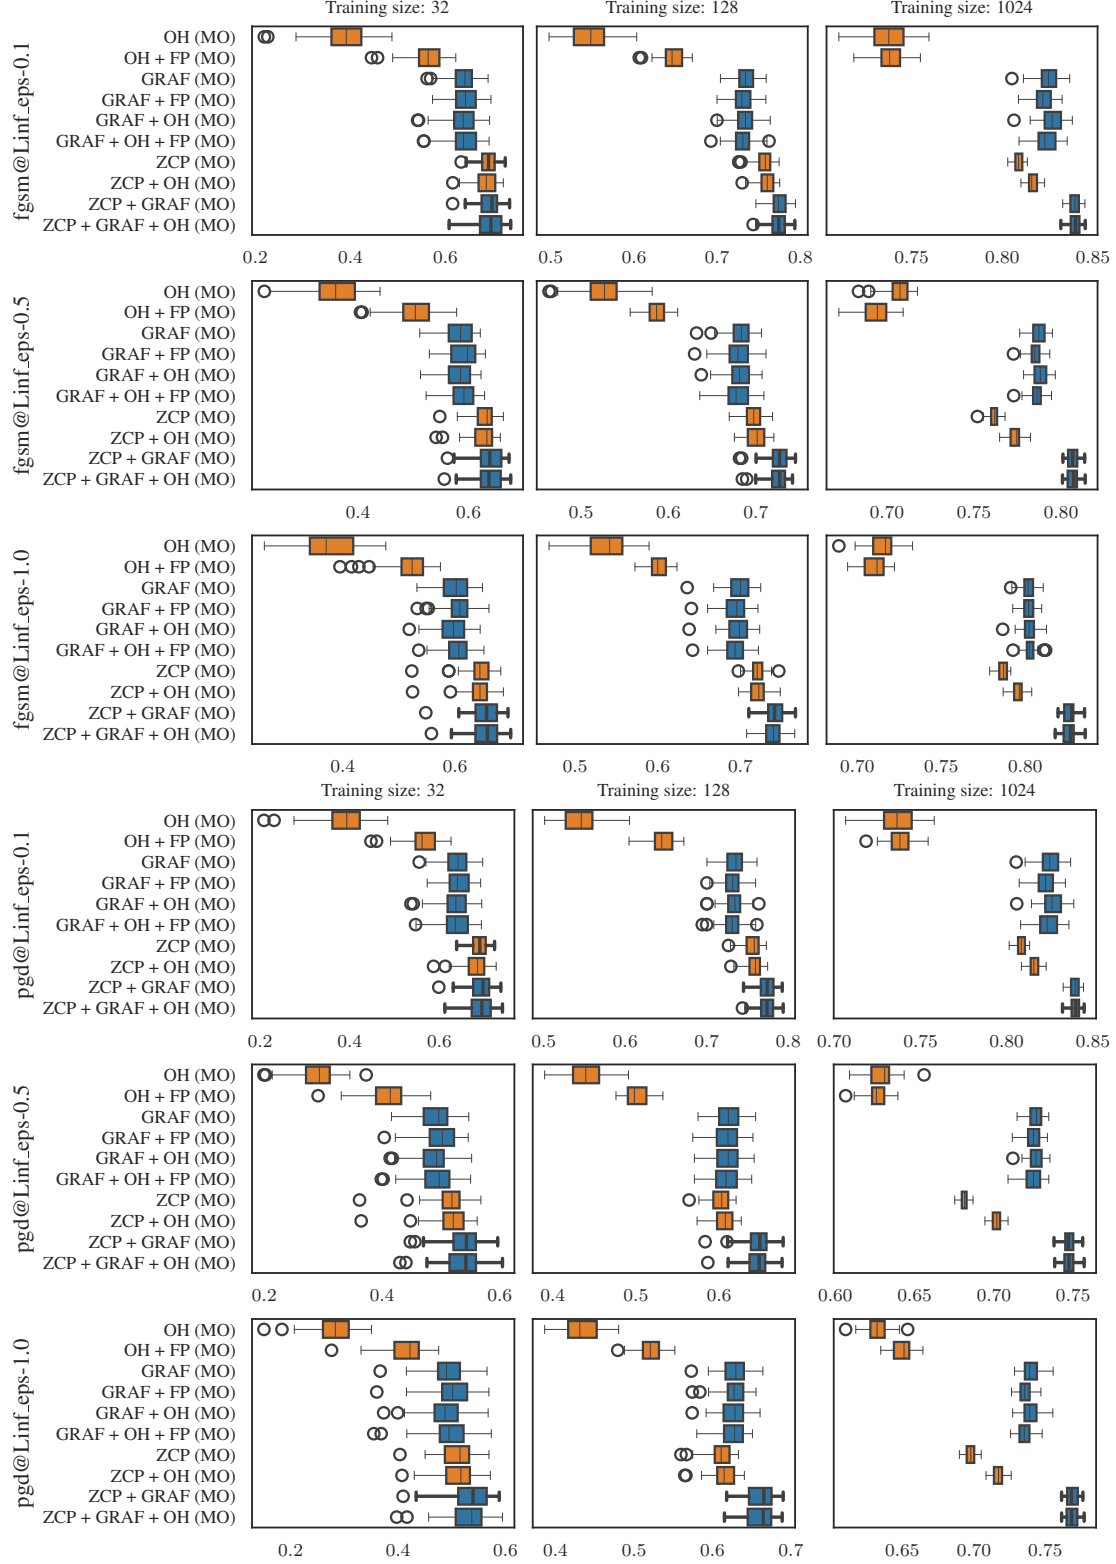 Training size: 32 Training size: 128 Training size: 1024
fgsm@Linf_eps-0.1
OH (MO)
OH + FP (MO)
GRAF (MO)
GRAF + FP (MO)
GRAF + OH (MO)
GRAF + OH + FP (MO)
ZCP (MO)
ZCP + OH (MO)
ZCP + GRAF (MO)
ZCP + GRAF + OH (MO)
0.2 0.4 0.6 0.5 0.6 0.7 0.8 0.75 0.80 0.85
fgsm@Linf_eps-0.5
OH (MO)
OH + FP (MO)
GRAF (MO)
GRAF + FP (MO)
GRAF + OH (MO)
GRAF + OH + FP (MO)
ZCP (MO)
ZCP + OH (MO)
ZCP + GRAF (MO)
ZCP + GRAF + OH (MO)
0.4 0.6 0.5 0.6 0.7 0.70 0.75 0.80
fgsm@Linf_eps-1.0
OH (MO)
OH + FP (MO)
GRAF (MO)
GRAF + FP (MO)
GRAF + OH (MO)
GRAF + OH + FP (MO)
ZCP (MO)
ZCP + OH (MO)
ZCP + GRAF (MO)
ZCP + GRAF + OH (MO)
0.4 0.6 0.5 0.6 0.7 0.70 0.75 0.80
Training size: 32 Training size: 128 Training size: 1024
pgd@Linf_eps-0.1
OH (MO)
OH + FP (MO)
GRAF (MO)
GRAF + FP (MO)
GRAF + OH (MO)
GRAF + OH + FP (MO)
ZCP (MO)
ZCP + OH (MO)
ZCP + GRAF (MO)
ZCP + GRAF + OH (MO)
0.2 0.4 0.6 0.5 0.6 0.7 0.8 0.70 0.75 0.80 0.85
pgd@Linf_eps-0.5
OH (MO)
OH + FP (MO)
GRAF (MO)
GRAF + FP (MO)
GRAF + OH (MO)
GRAF + OH + FP (MO)
ZCP (MO)
ZCP + OH (MO)
ZCP + GRAF (MO)
ZCP + GRAF + OH (MO)
0.2 0.4 0.6 0.4 0.5 0.6 0.60 0.65 0.70 0.75
pgd@Linf_eps-1.0
OH (MO)
OH + FP (MO)
GRAF (MO)
GRAF + FP (MO)
GRAF + OH (MO)
GRAF + OH + FP (MO)
ZCP (MO)
ZCP + OH (MO)
ZCP + GRAF (MO)
ZCP + GRAF + OH (MO)
0.2 0.4 0.6 0.4 0.5 0.6 0.7 0.65 0.70 0.75